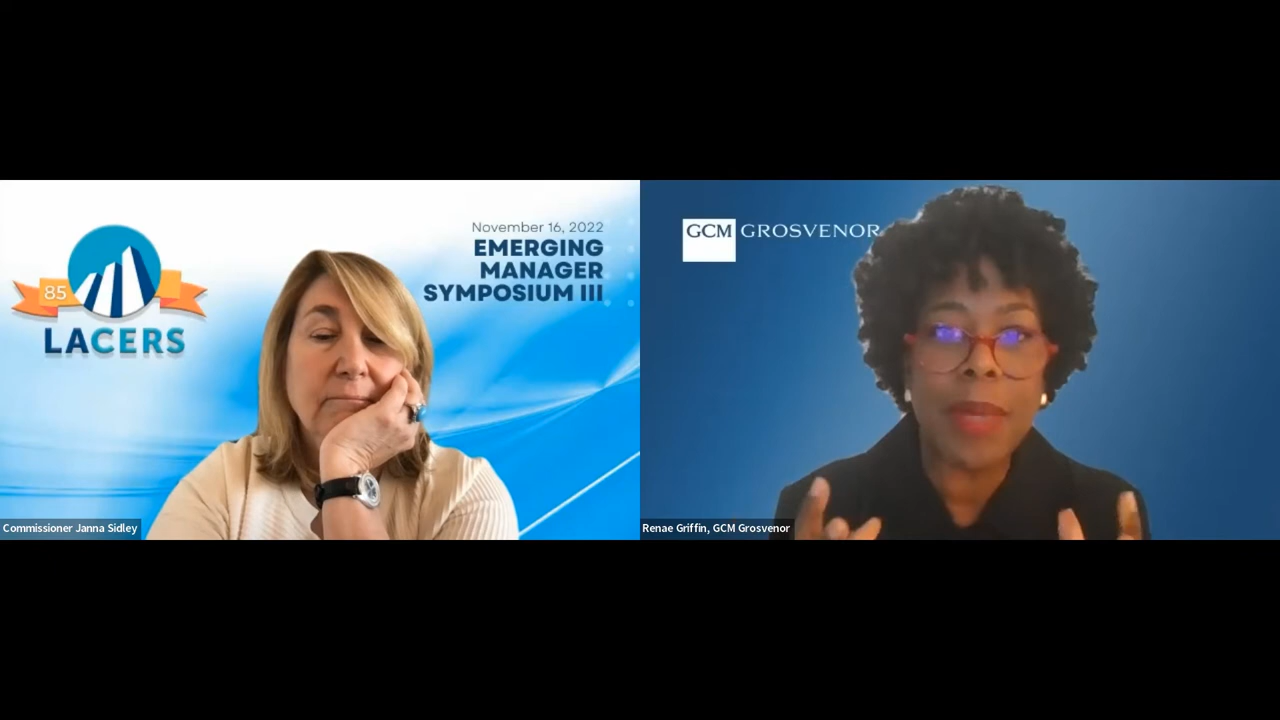 November 16, 2022
EMERGING
MANAGER
SYMPOSIUM III
85
LACERS
Commissioner Janna Sidley
GCM GROSVENOR
Renae Griffin, GCM Grosvenor